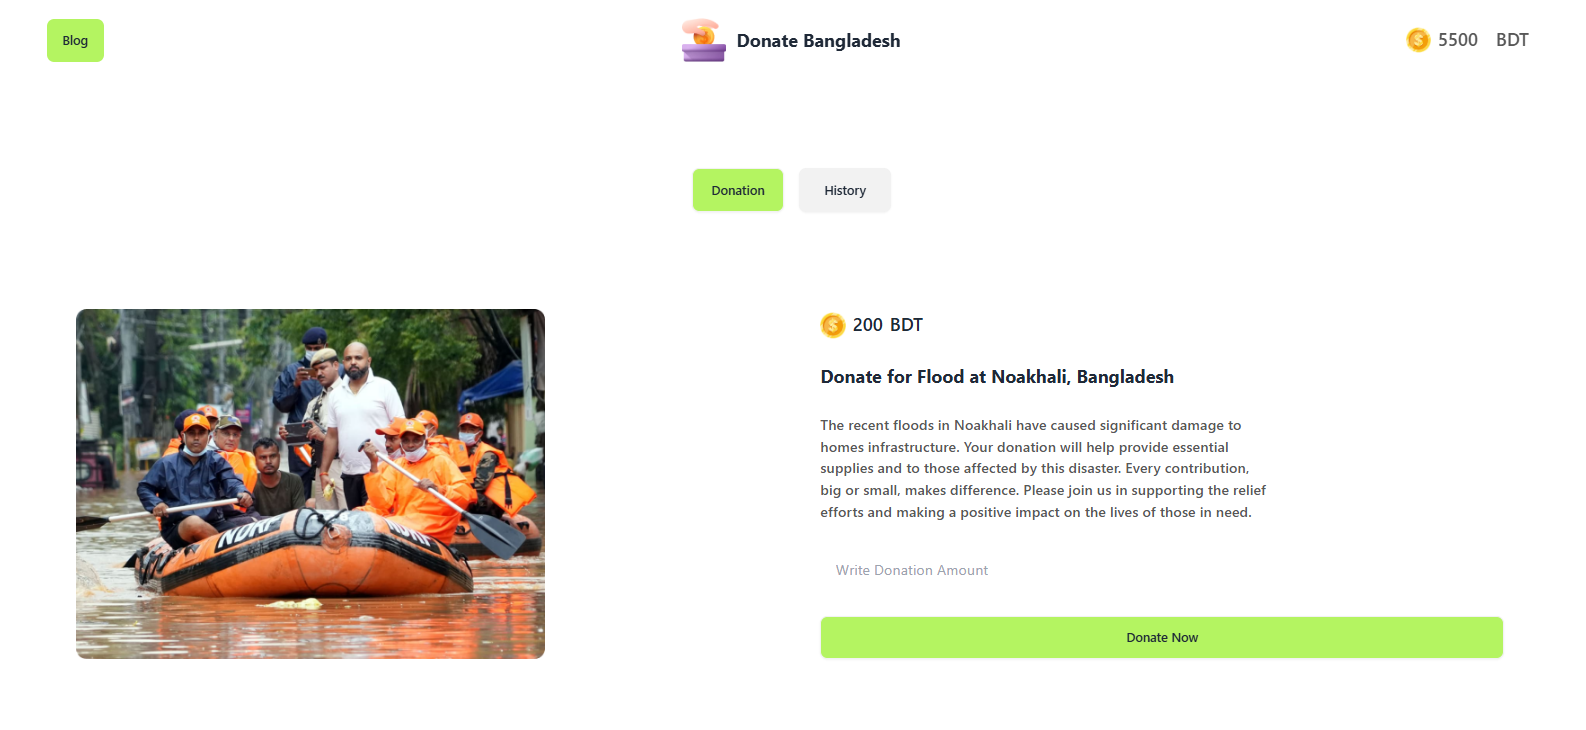 Blog
Donate Bangladesh
5500 BDT
Donation
History
200 BDT
Donate for Flood at Noakhali, Bangladesh
The recent floods in Noakhali have caused significant damage to
homes infrastructure. Your donation will help provide essential
supplies and to those affected by this disaster. Every contribution,
big or small, makes difference. Please join us in supporting the relief
efforts and making a positive impact on the lives of those in need.
Write Donation Amount
Donate Now